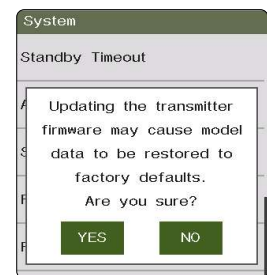 System
Standby Timeout
Updating the transmitter
firmware may cause model
data to be restored to
factory defaults.
Are you sure?
YES
NO